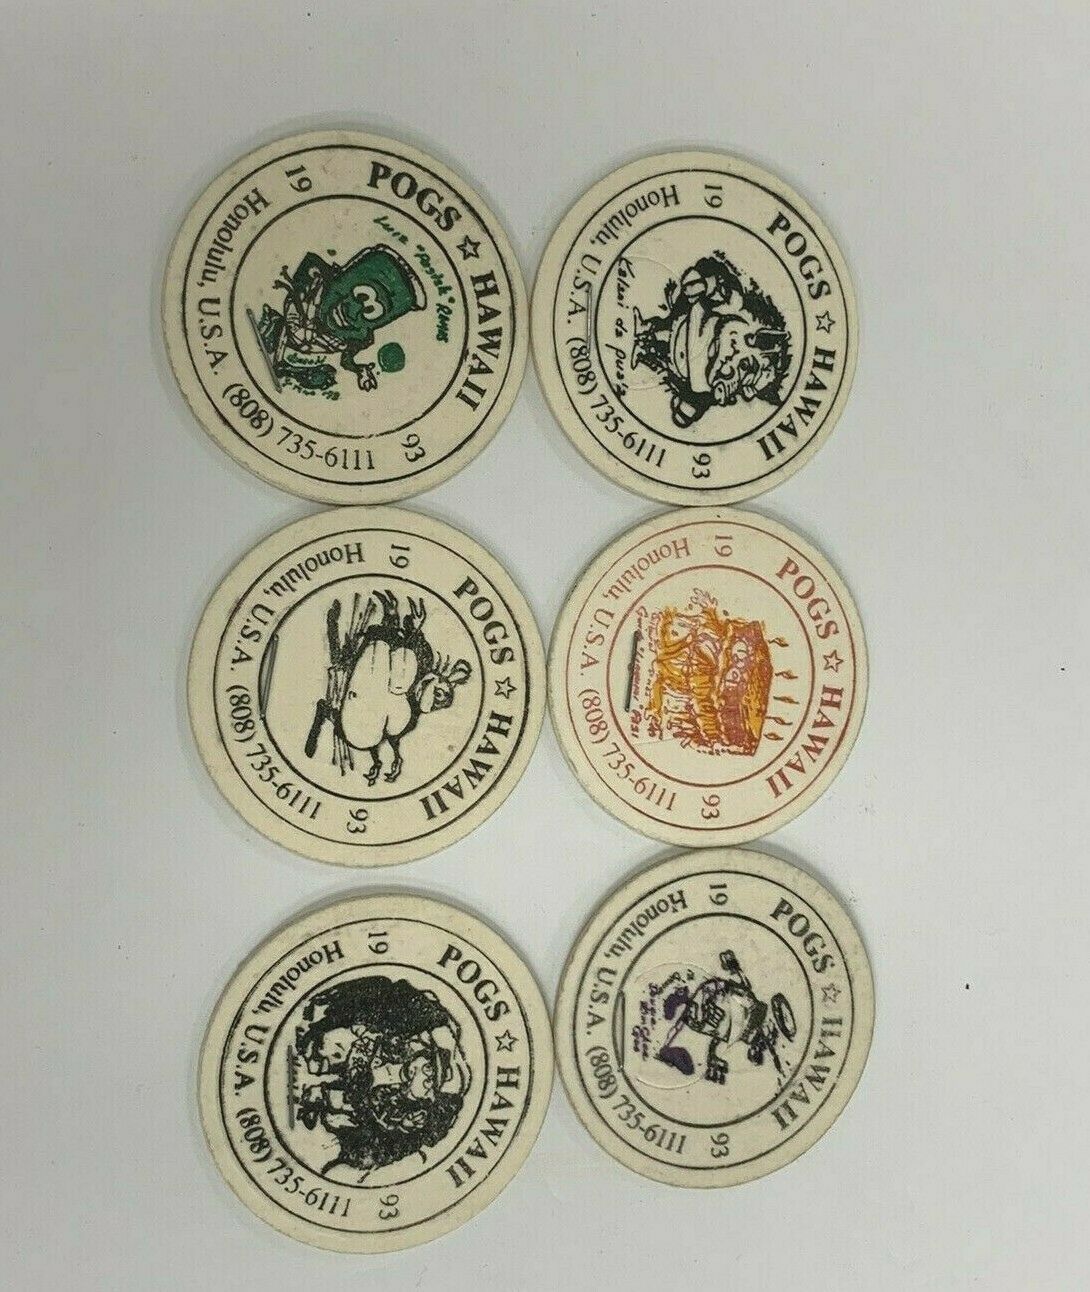 POGS ☆ HAWAII
19 93
Honolulu, U.S.A. (808) 735-6111
POGS ☆ HAWAII
19 93
Honolulu, U.S.A. (808) 735-6111
POGS ☆ HAWAII
19 93
Honolulu, U.S.A. (808) 735-6111
POGS ☆ HAWAII
19 93
Honolulu, U.S.A. (808) 735-6111
POGS ☆ HAWAII
19 93
Honolulu, U.S.A. (808) 735-6111
POGS ☆ HAWAII
19 93
Honolulu, U.S.A. (808) 735-6111